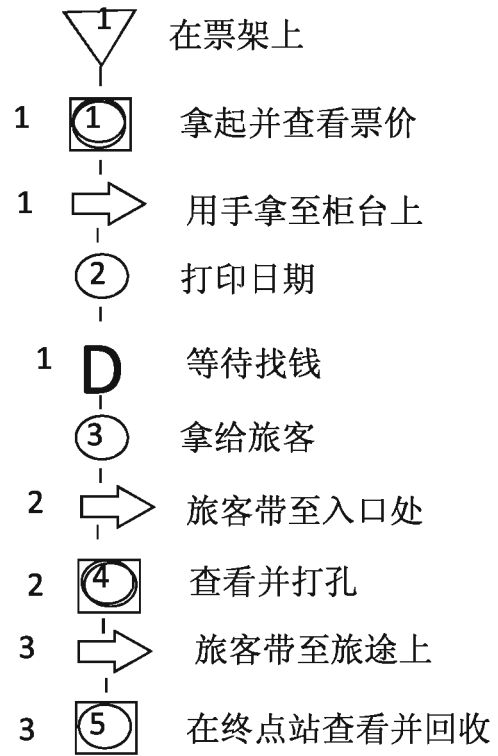 1 在票架上
1 1 拿起并查看票价
1 用手拿至柜台上
2 打印日期
1 D 等待找钱
3 拿给旅客
2 旅客带至入口处
2 4 查看并打孔
3 旅客带至旅途上
3 5 在终点站查看并回收